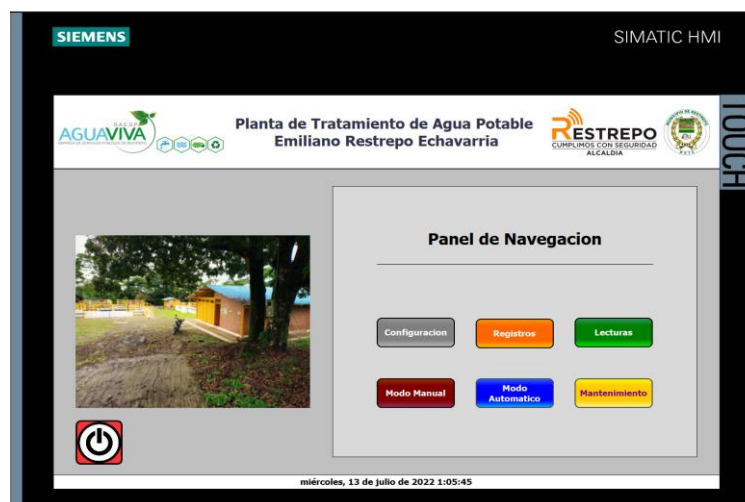 SIEMENS
SIMATIC HMI
TOUCH
S.A.E.S.P
AGUAVIVA
Planta de Tratamiento de Agua Potable
Emiliano Restrepo Echavarria
RESTREPO
CUMPLIMOS CON SEGURIDAD
ALCALDIA
Panel de Navegacion
Configuracion
Registros
Lecturas
Modo Manual
Modo
Automatico
Mantenimiento
miércoles, 13 de julio de 2022 1:05:45